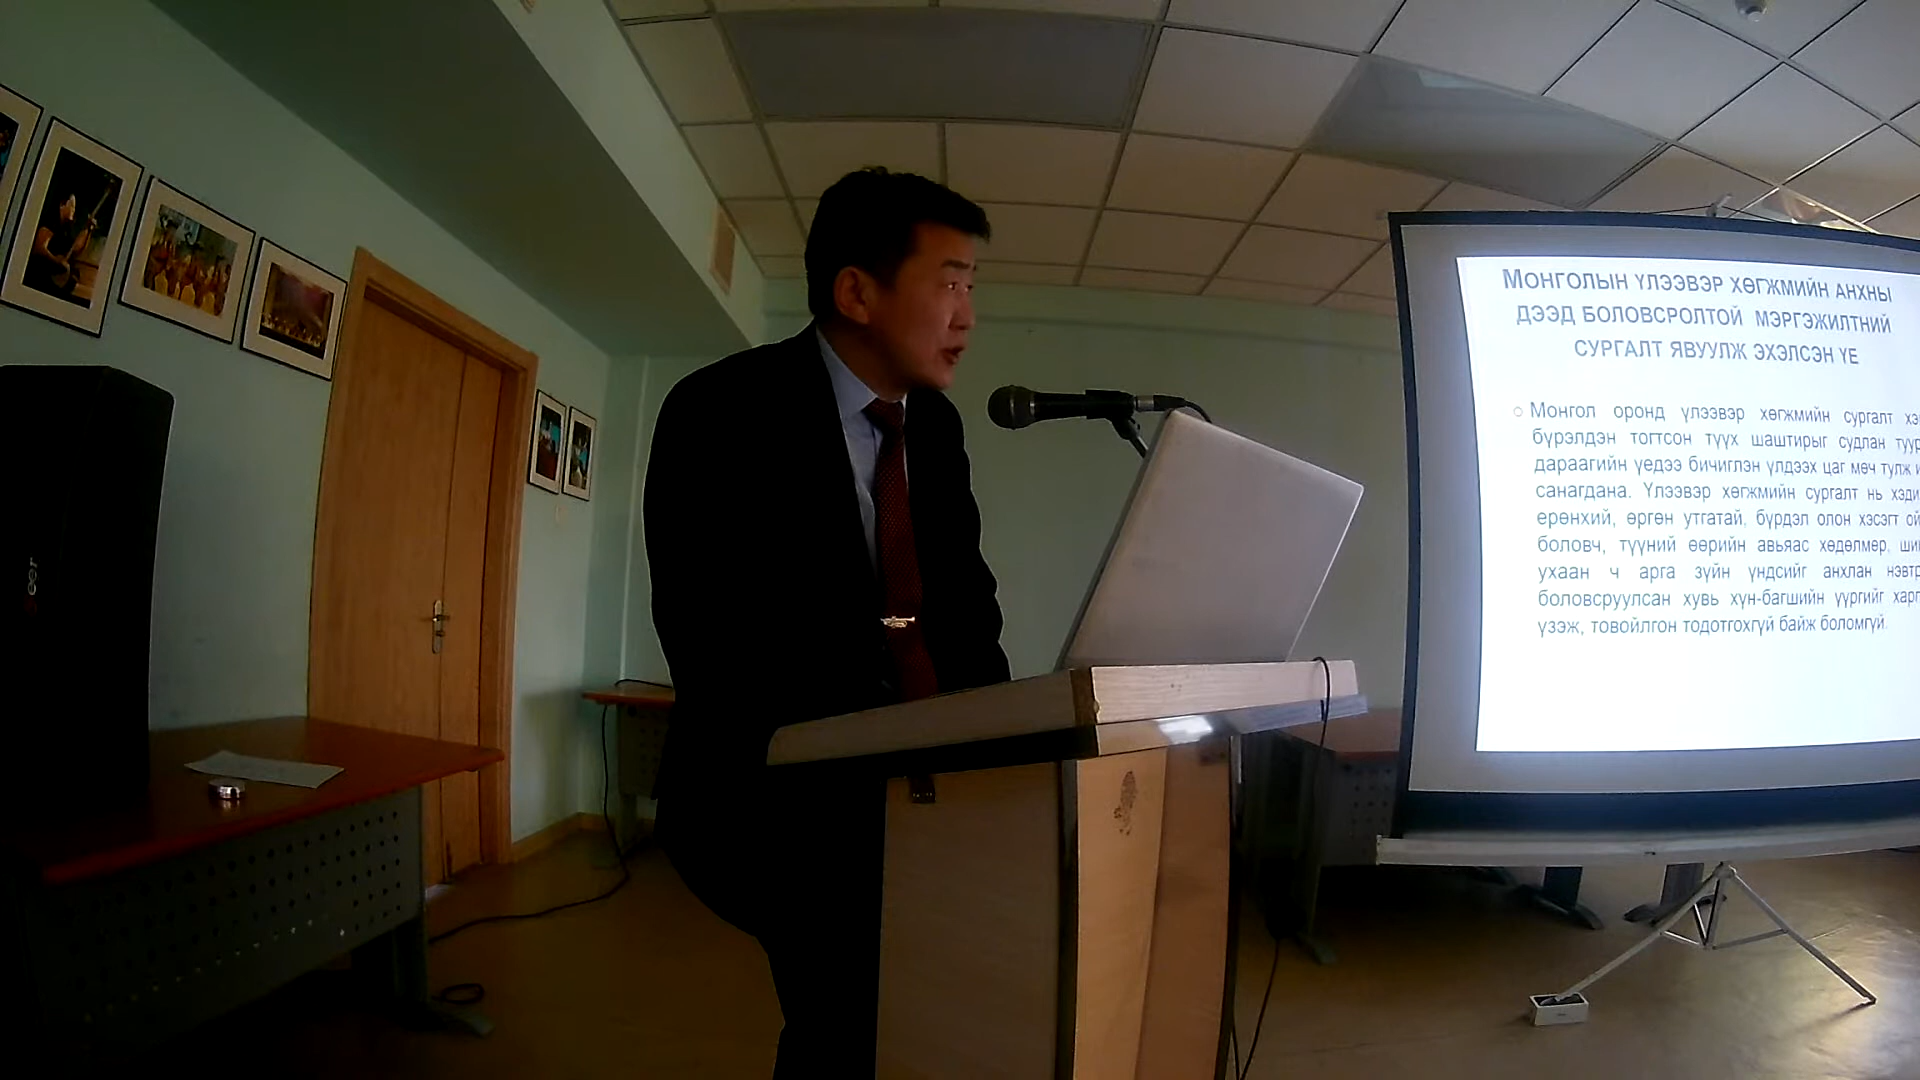 МОНГОЛЫН ҮЛЭЭВЭР ХӨГЖМИЙН АНХНЫ
ДЭЭД БОЛОВСРОЛТОЙ МЭРГЭЖИЛТНИЙ
СУРГАЛТ ЯВУУЛЖ ЭХЭЛСЭН ҮЕ
Монгол оронд үлээвэр хөгжмийн сургалт
бүрэлдэн тогтсон түүх шаштирыг судлан
дараагийн үедээ бичиглэн үлдээх цаг мөч тулж
санагдана. Үлээвэр хөгжмийн сургалт нь
ерөнхий, өргөн утгатай, бүрдэл олон хэсэгт
боловч, түүний өөрийн авьяас хөдөлмөр,
ухаан ч арга зүйн үндсийг анхлан
боловсруулсан хувь хүн-багшийн үүргийг
үзэж, товойлгон тодотгохгүй байж боломгүй.